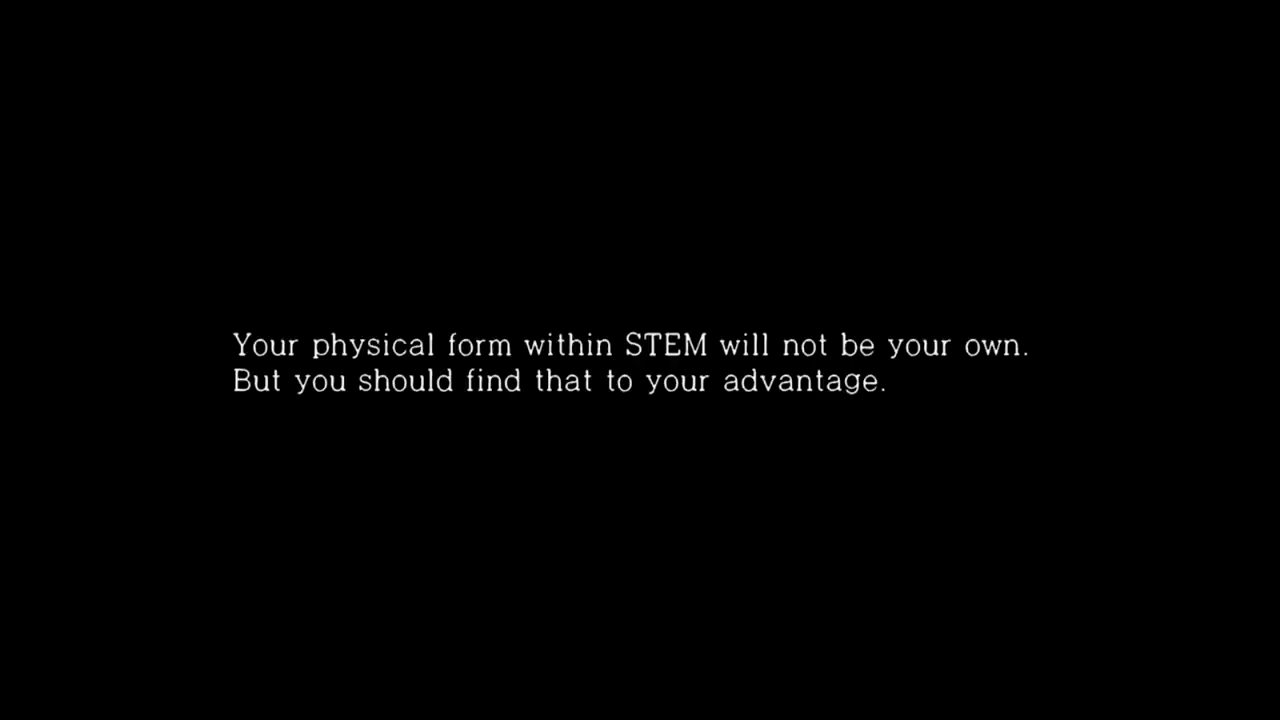 Your physical form within STEM will not be your own.
But you should find that to your advantage.